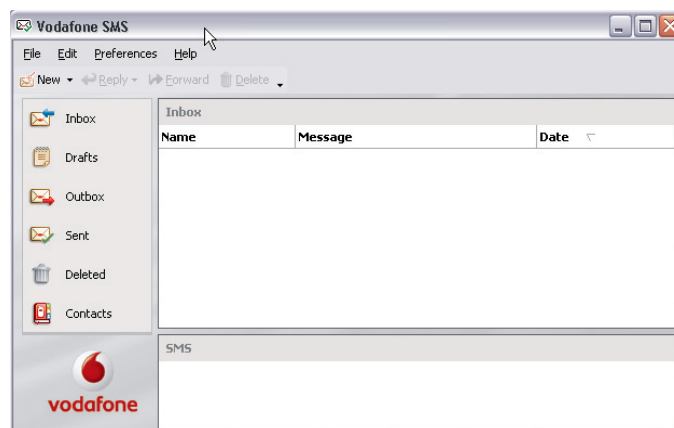 Vodafone SMS
File Edit Preferences Help
New Reply Forward Delete
Inbox
Drafts
Outbox
Sent
Deleted
Contacts
vodafone
Inbox
Name Message Date
SMS